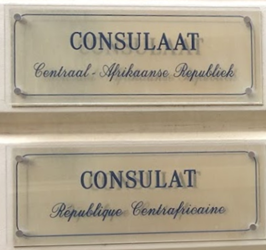 CONSULAAT
Centraal - Afrikaanse Republiek
CONSULAT
République Centrafricaine